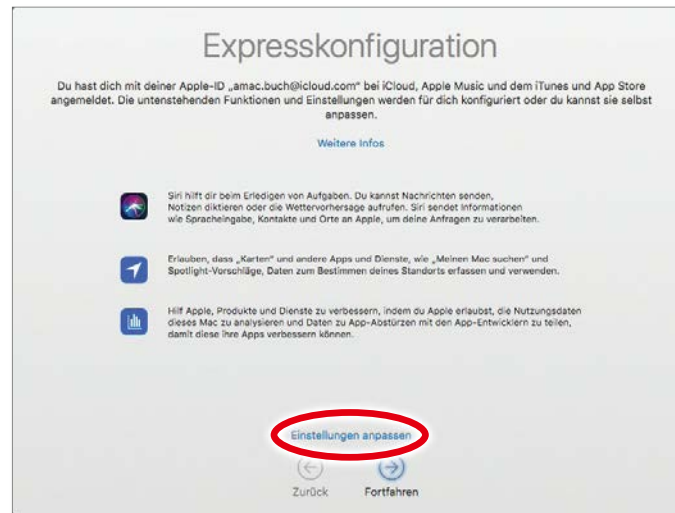 Expresskonfiguration
Du hast dich mit deiner Apple-ID „amac.buch@icloud.com“ bei iCloud, Apple Music und dem iTunes und App Store
angemeldet. Die untenstehenden Funktionen und Einstellungen werden für dich konfiguriert oder du kannst sie selbst
anpassen.
Weitere Infos
Siri hilft dir beim Erledigen von Aufgaben. Du kannst Nachrichten senden,
Notizen diktieren oder die Wettervorhersage aufrufen. Siri sendet Informationen
wie Spracheingabe, Kontakte und Orte an Apple, um deine Anfragen zu verarbeiten.
Erlauben, dass „Karten“ und andere Apps und Dienste, wie „Meinen Mac suchen“ und
Spotlight-Vorschläge, Daten zum Bestimmen deines Standorts erfassen und verwenden.
Hilf Apple, Produkte und Dienste zu verbessern, indem du Apple erlaubst, die Nutzungsdaten
dieses Mac zu analysieren und Daten zu App-Abstürzen mit den App-Entwicklern zu teilen,
damit diese ihre Apps verbessern können.
Einstellungen anpassen
Zurück Fortfahren